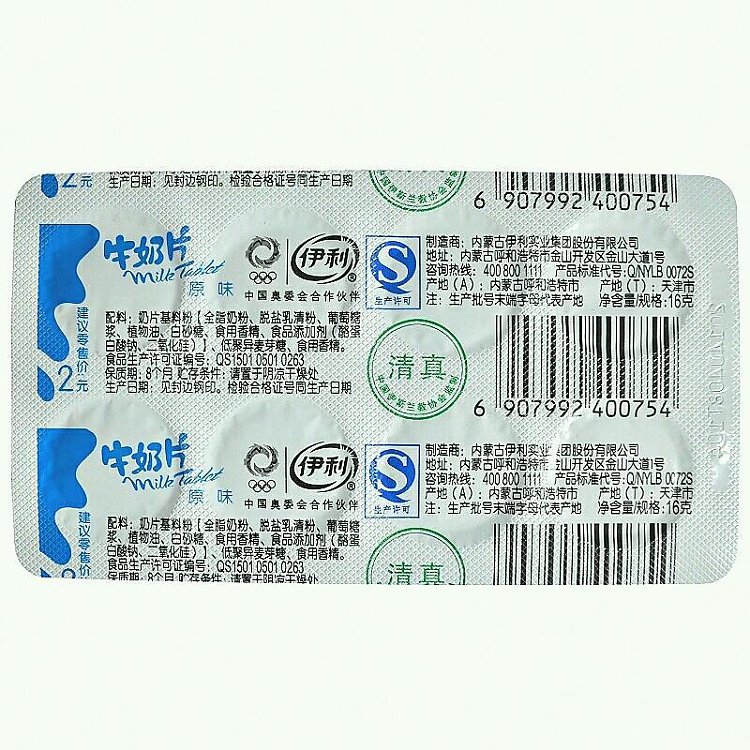 2元
生产日期：见封边钢印。检验合格证号同生产日期
6 907992 400754
牛奶片
Milk Tablet
原味
伊利
中国奥委会合作伙伴
建议零售价：
2元
配料：奶片基料粉【全脂奶粉、脱盐乳清粉、葡萄糖
浆、植物油、白砂糖、食用香精、食品添加剂（酪蛋
白酸钠、二氧化硅）】、低聚异麦芽糖、食用香精。
食品生产许可证编号：QS1501 0501 0263
保质期：8个月 贮存条件：请置于阴凉干燥处
生产日期：见封边钢印。检验合格证号同生产日期
QS
生产许可
制造商：内蒙古伊利实业集团股份有限公司
地址：内蒙古呼和浩特市金山开发区金山大道1号
咨询热线：400 800 1111 产品标准代号：Q/NYLB 0072S
产地（A）：内蒙古呼和浩特市 产地（T）：天津市
注：生产批号末端字母代表产地 净含量/规格：16克
清真
中国伊斯兰教协会监制
6 907992 400754
牛奶片
Milk Tablet
原味
伊利
中国奥委会合作伙伴
建议零售价：
配料：奶片基料粉【全脂奶粉、脱盐乳清粉、葡萄糖
浆、植物油、白砂糖、食用香精、食品添加剂（酪蛋
白酸钠、二氧化硅）】、低聚异麦芽糖、食用香精。
食品生产许可证编号：QS1501 0501 0263
保质期：8个月 贮存条件：请置于阴凉干燥处
QS
生产许可
制造商：内蒙古伊利实业集团股份有限公司
地址：内蒙古呼和浩特市金山开发区金山大道1号
咨询热线：400 800 1111 产品标准代号：Q/NYLB 0072S
产地（A）：内蒙古呼和浩特市 产地（T）：天津市
注：生产批号末端字母代表产地 净含量/规格：16克
清真